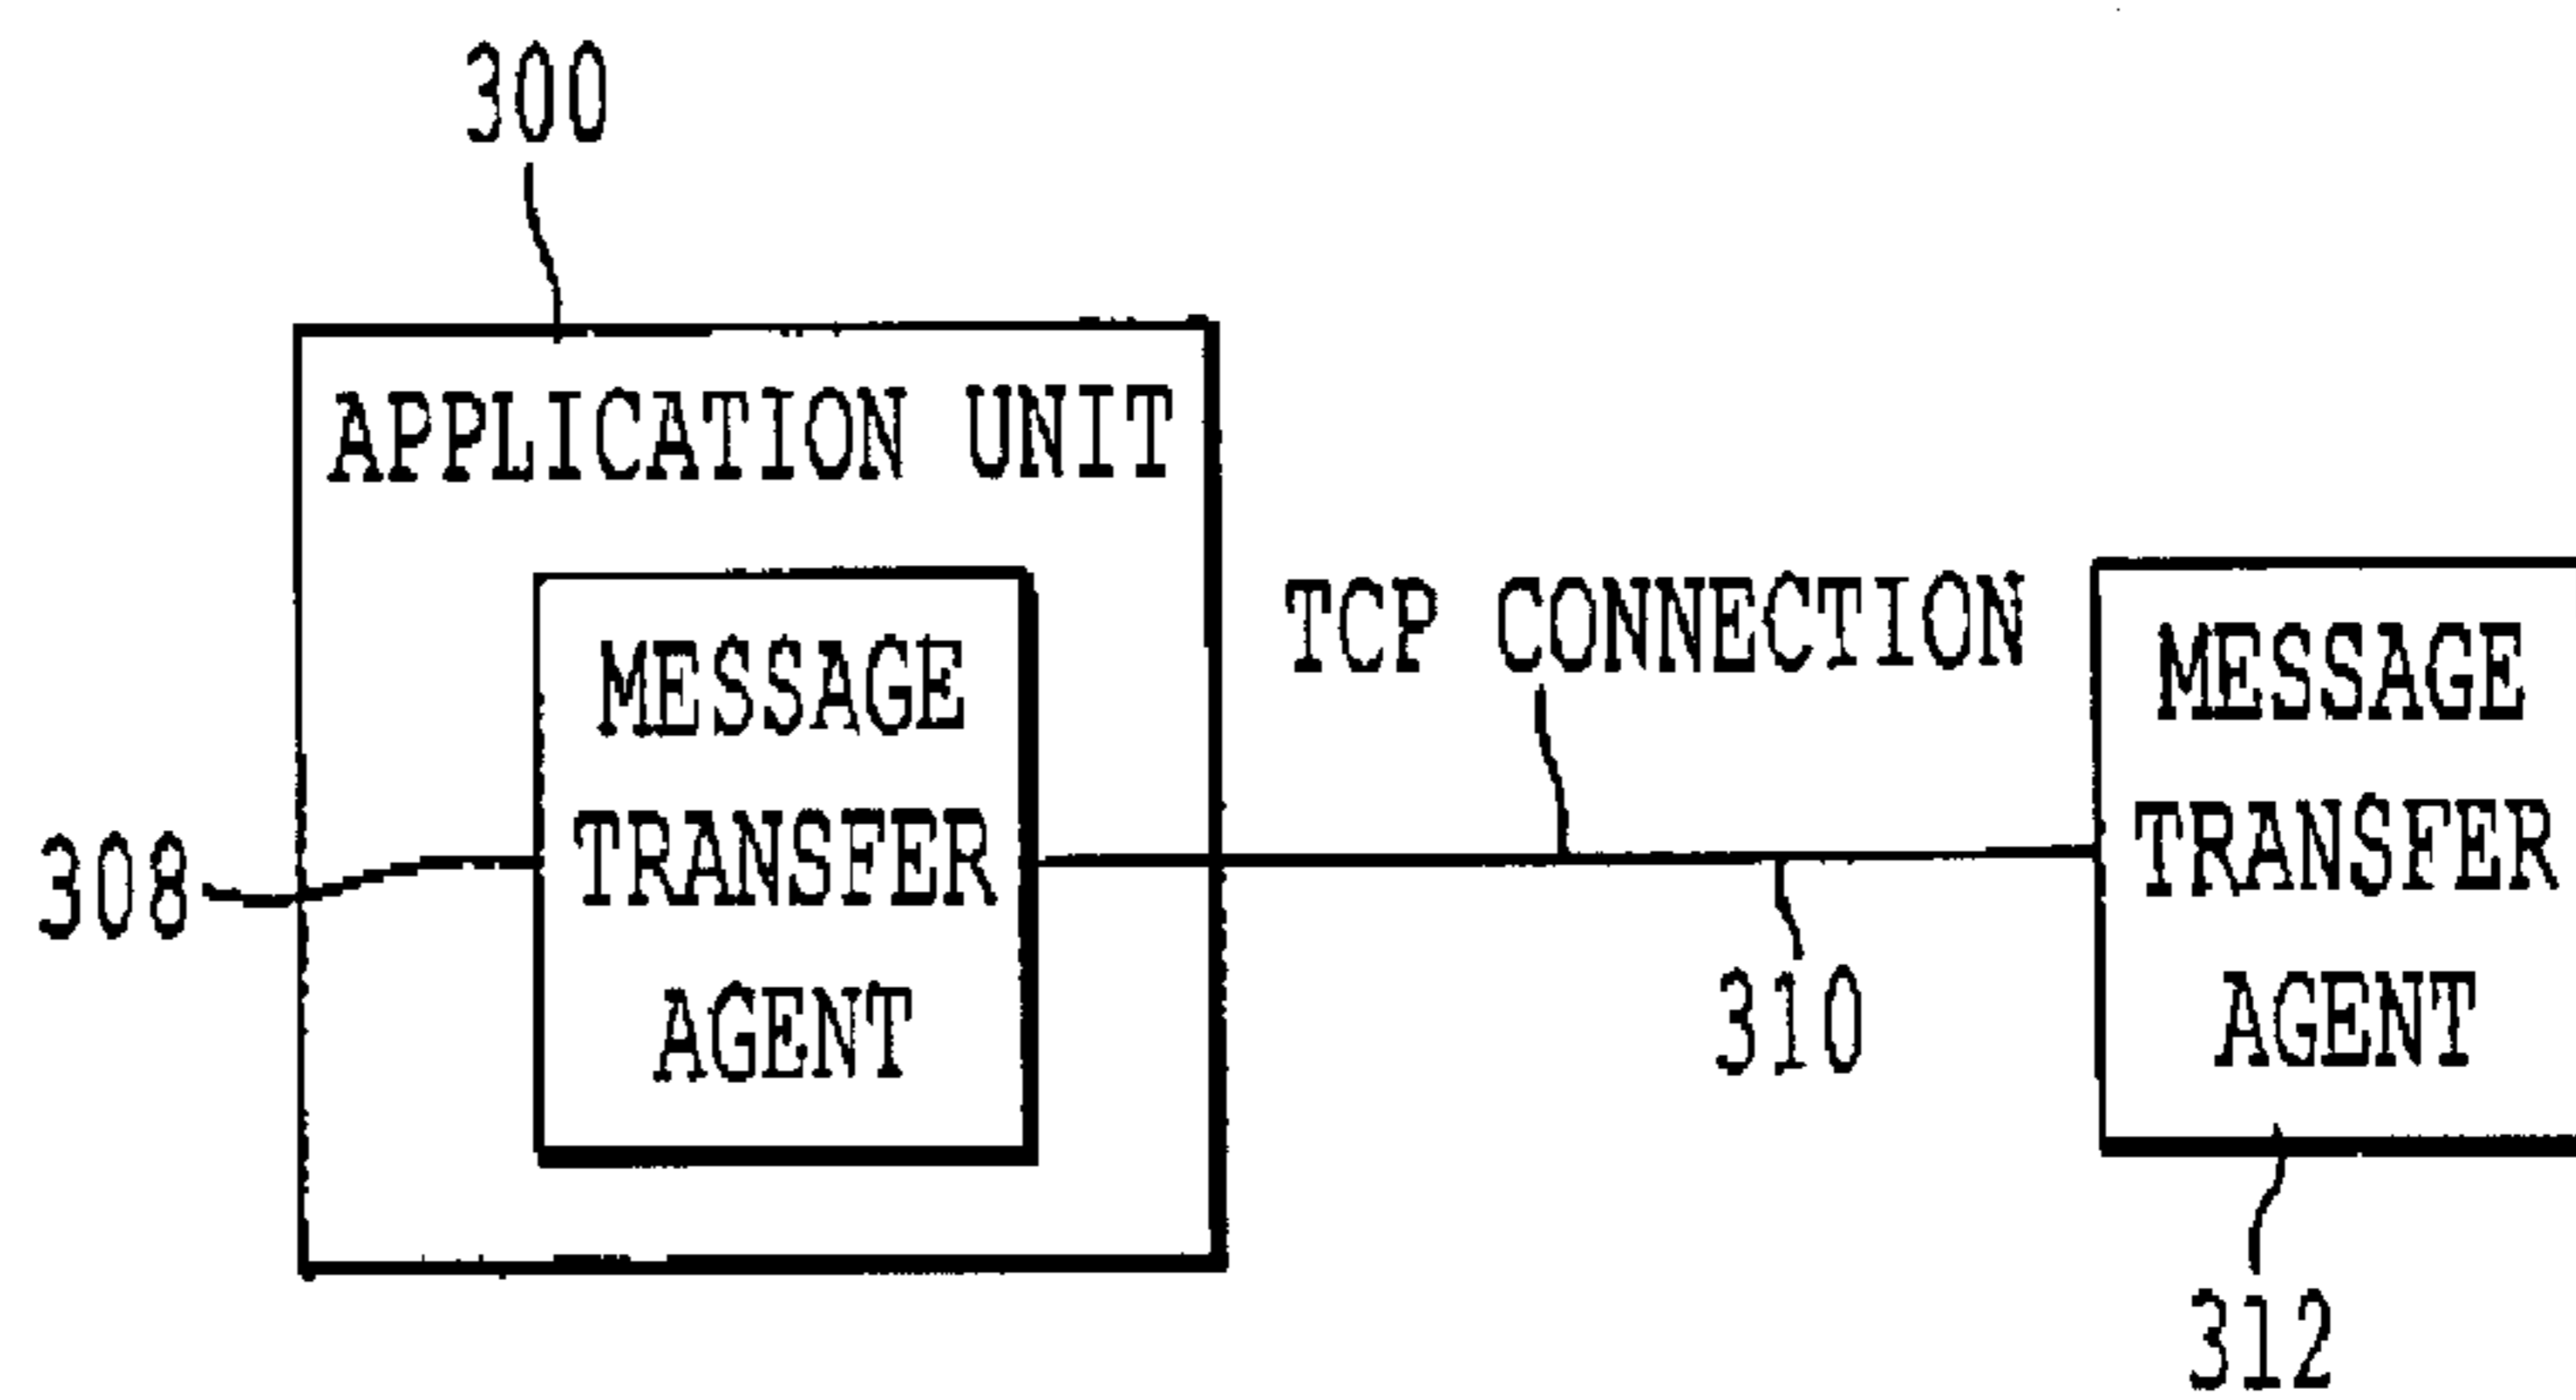 300
APPLICATION UNIT
MESSAGE
TRANSFER
AGENT
308
TCP CONNECTION
310
MESSAGE
TRANSFER
AGENT
312